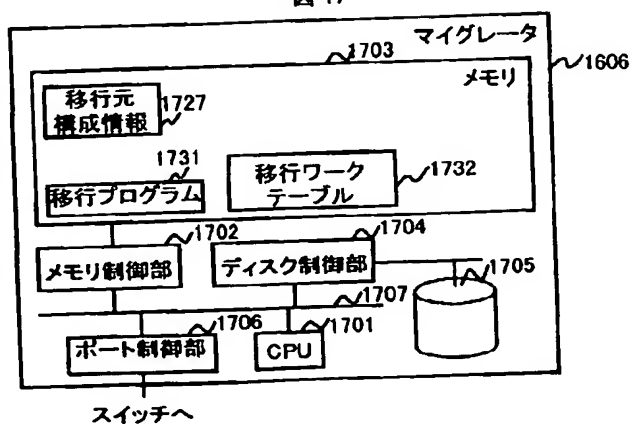 マイグレータ
1606
1703
メモリ
移行元
構成情報
1727
1731
移行プログラム
移行ワーク
テーブル
1732
1702
メモリ制御部
1704
ディスク制御部
1705
1707
1706
ポート制御部
1701
CPU
スイッチへ